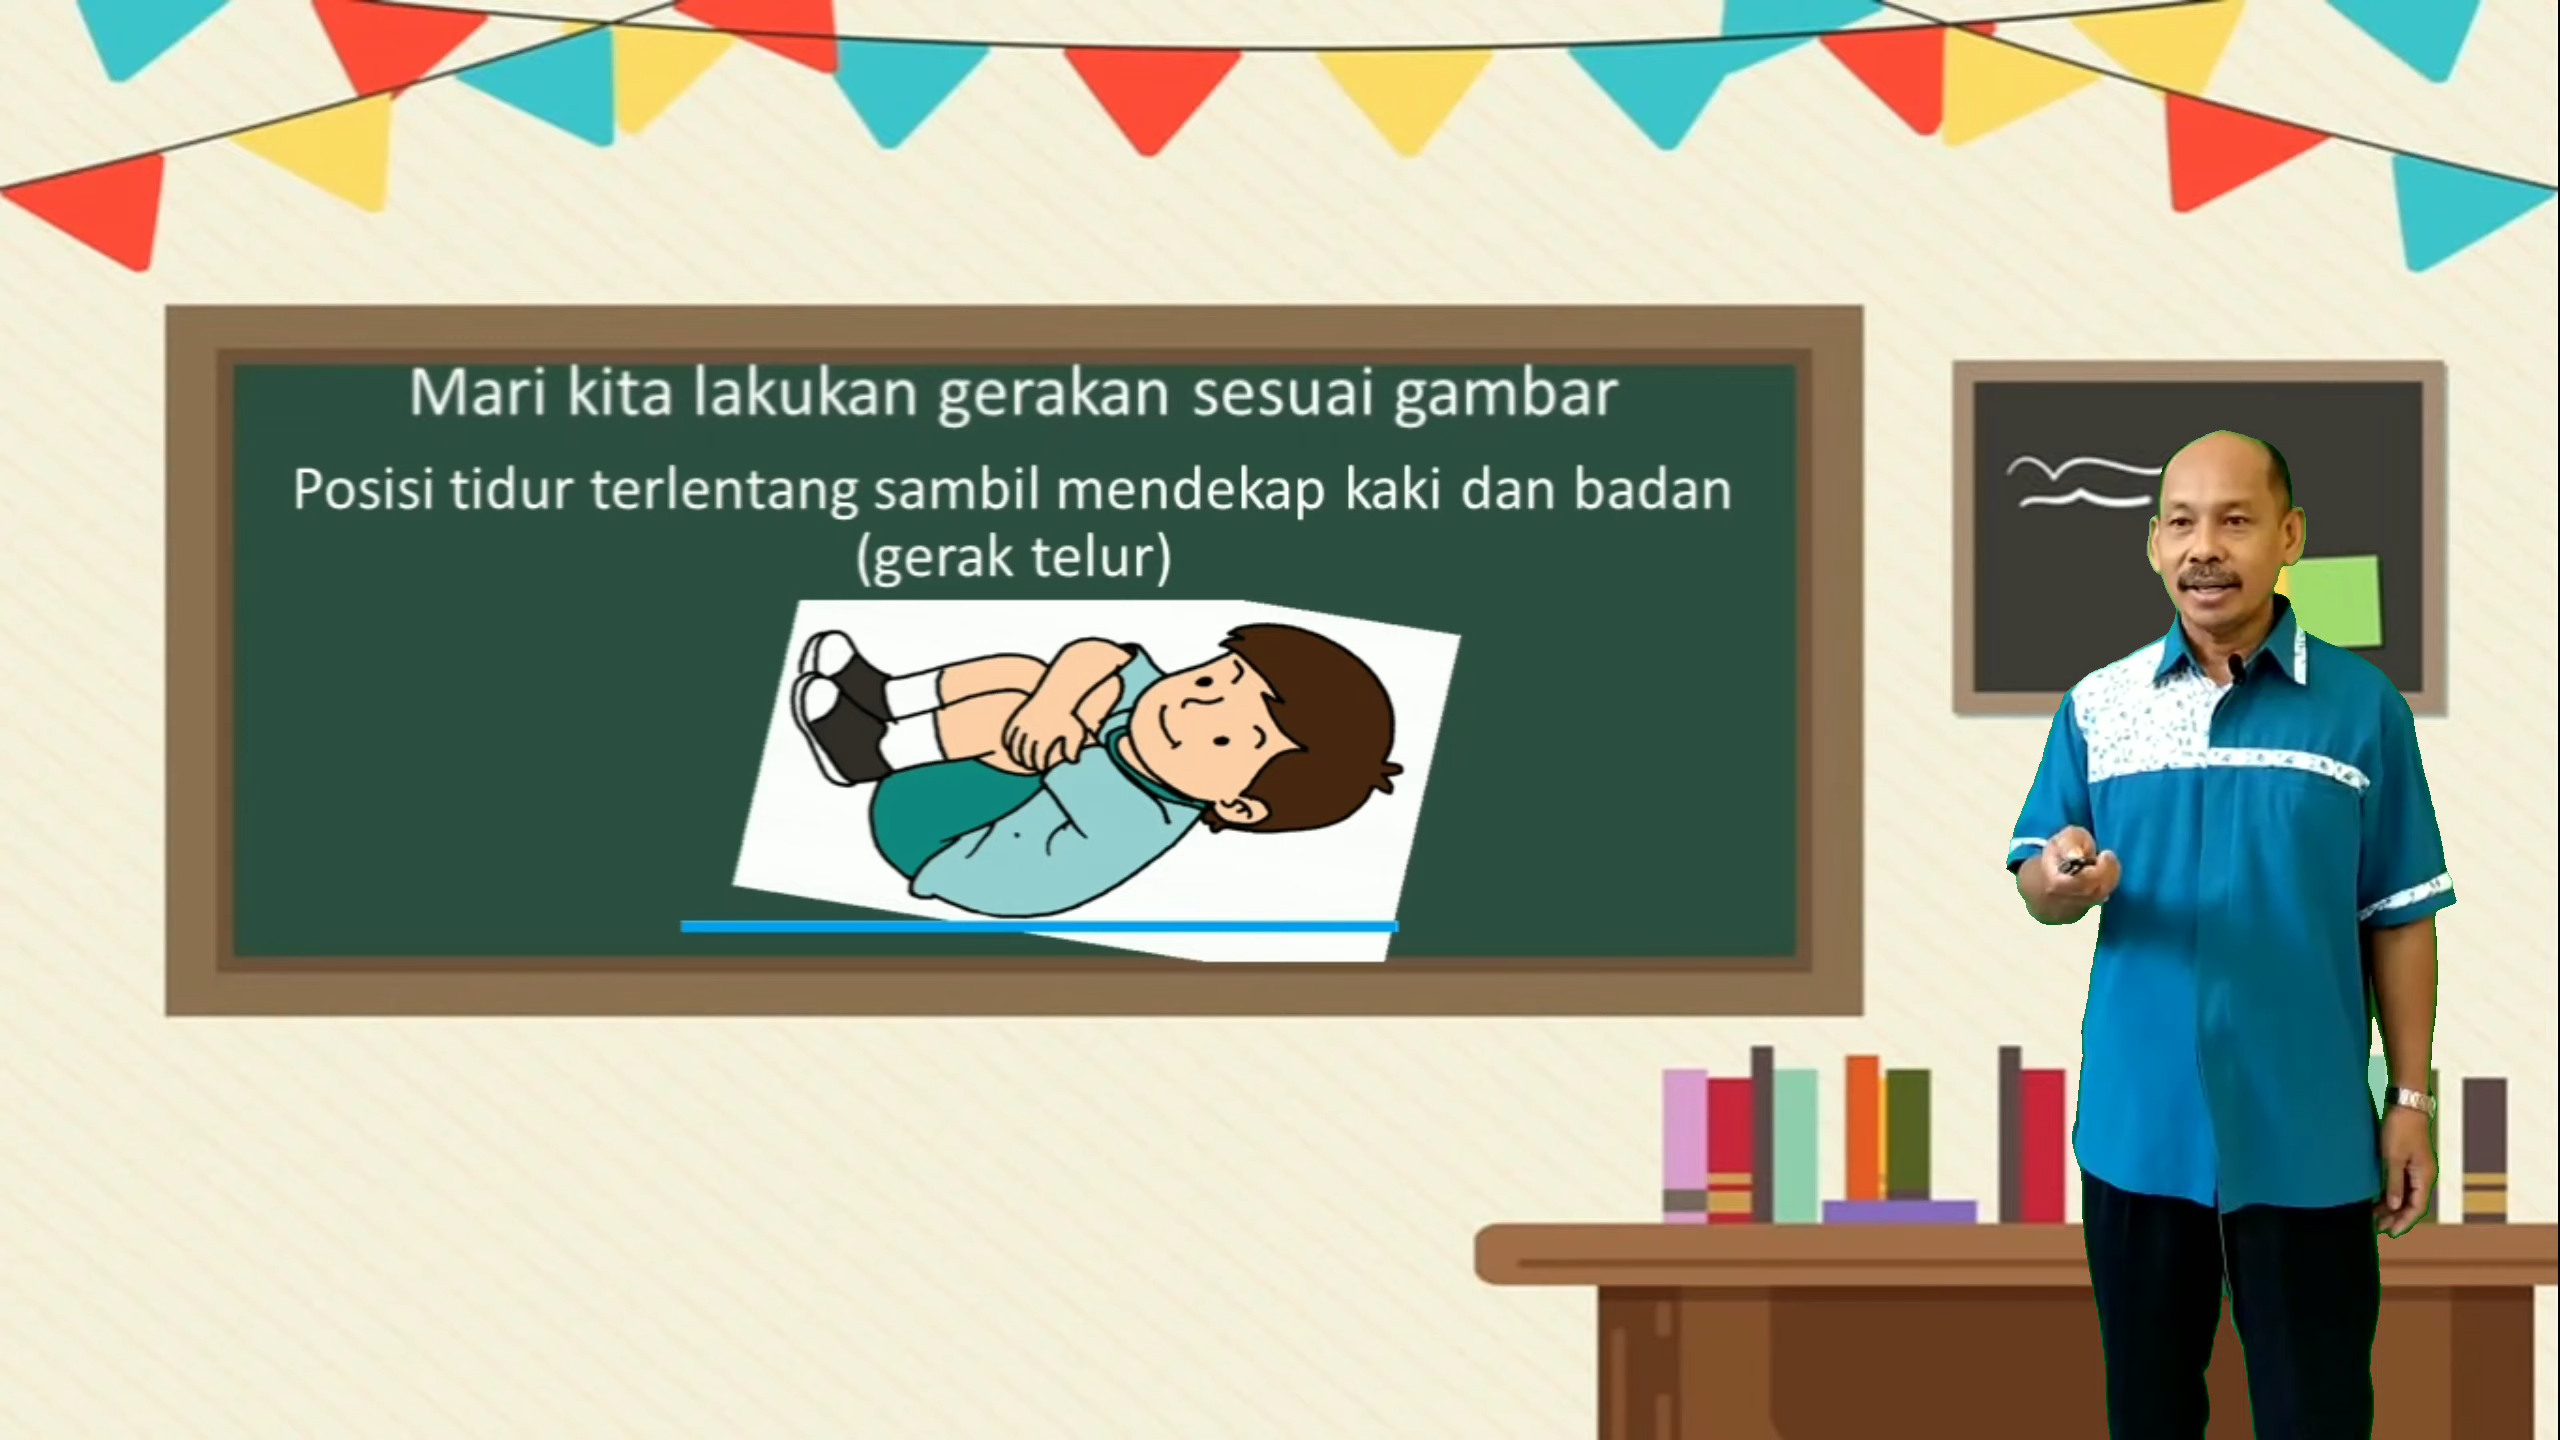 Mari kita lakukan gerakan sesuai gambar
Posisi tidur terlentang sambil mendekap kaki dan badan
(gerak telur)